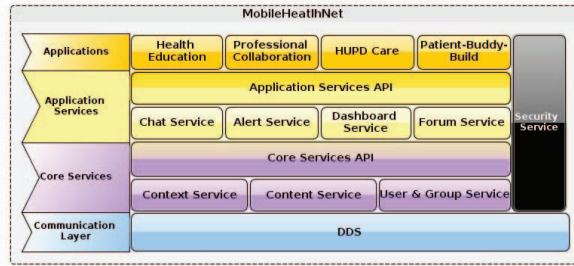 MobileHeatlhNet
Applications
Health
Education
Professional
Collaboration
HUPD Care
Patient-Buddy-
Build
Application
Services
Application Services API
Chat Service
Alert Service
Dashboard
Service
Forum Service
Security
Service
Core Services
Core Services API
Context Service
Content Service
User & Group Service
Communication
Layer
DDS